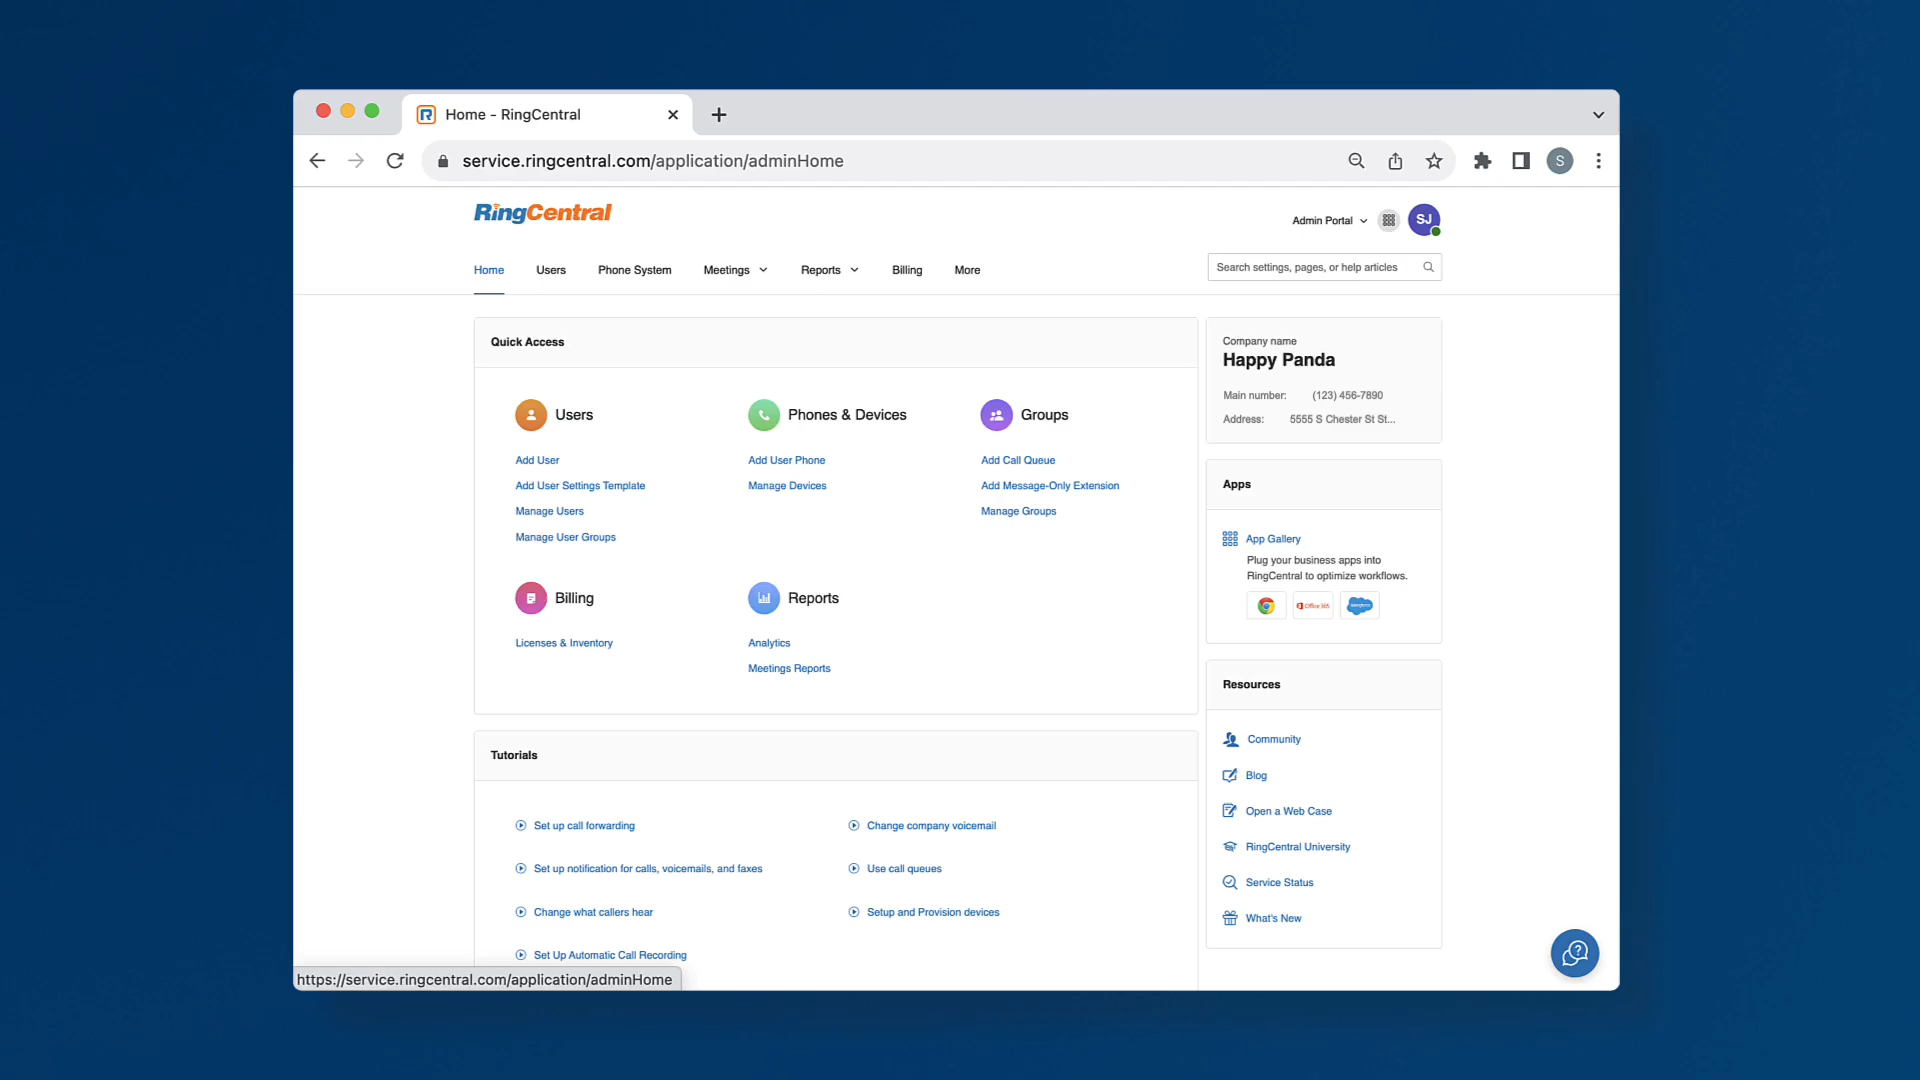 Home - RingCentral
service.ringcentral.com/application/adminHome
S
RingCentral
Admin Portal
SJ
Home
Users
Phone System
Meetings
Reports
Billing
More
Search settings, pages, or help articles
Quick Access
Users
Add User
Add User Settings Template
Manage Users
Manage User Groups
Phones & Devices
Add User Phone
Manage Devices
Groups
Add Call Queue
Add Message-Only Extension
Manage Groups
Billing
Licenses & Inventory
Reports
Analytics
Meetings Reports
Tutorials
Set up call forwarding
Change company voicemail
Set up notification for calls, voicemails, and faxes
Use call queues
Change what callers hear
Setup and Provision devices
Set Up Automatic Call Recording
Company name
Happy Panda
Main number: (123) 456-7890
Address: 5555 S Chester St St...
Apps
App Gallery
Plug your business apps into
RingCentral to optimize workflows.
Office 365
salesforce
Resources
Community
Blog
Open a Web Case
RingCentral University
Service Status
What's New
https://service.ringcentral.com/application/adminHome